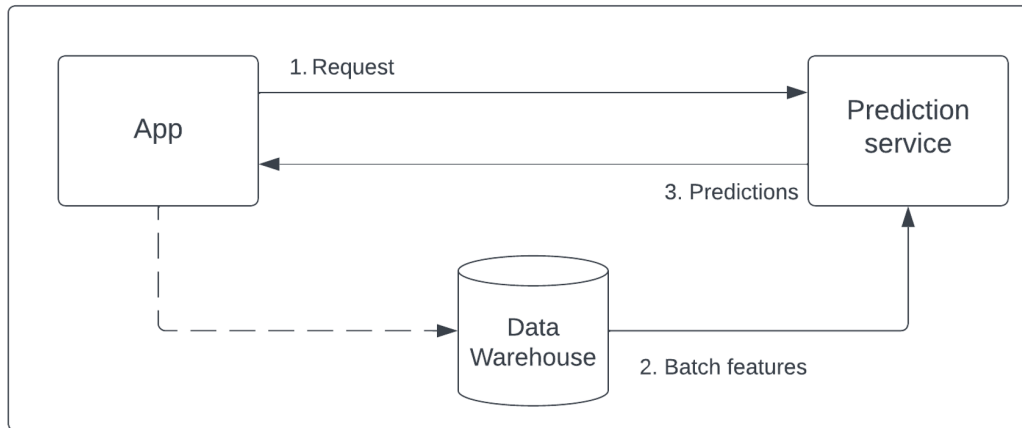 1. Request
App
Prediction
service
3. Predictions
Data
Warehouse
2. Batch features